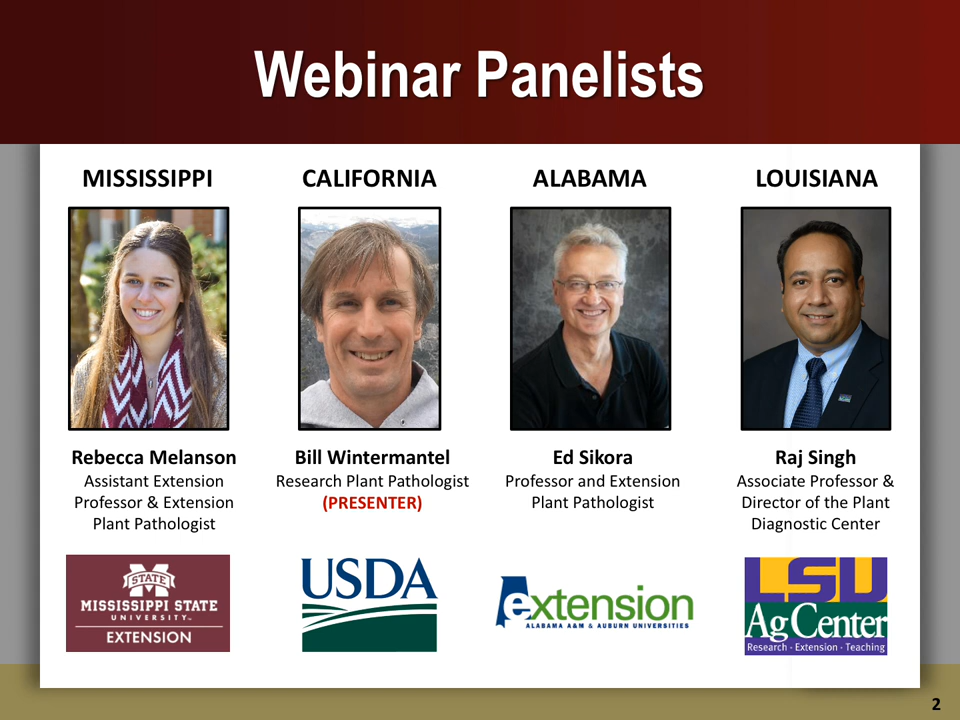 Webinar Panelists
MISSISSIPPI
CALIFORNIA
ALABAMA
LOUISIANA
Rebecca Melanson
Assistant Extension
Professor & Extension
Plant Pathologist
Bill Wintermantel
Research Plant Pathologist
(PRESENTER)
Ed Sikora
Professor and Extension
Plant Pathologist
Raj Singh
Associate Professor &
Director of the Plant
Diagnostic Center
STATE
MISSISSIPPI STATE
UNIVERSITY™
EXTENSION
USDA
extension
ALABAMA A&M & AUBURN UNIVERSITIES
LSU
AgCenter
Research · Extension · Teaching
2